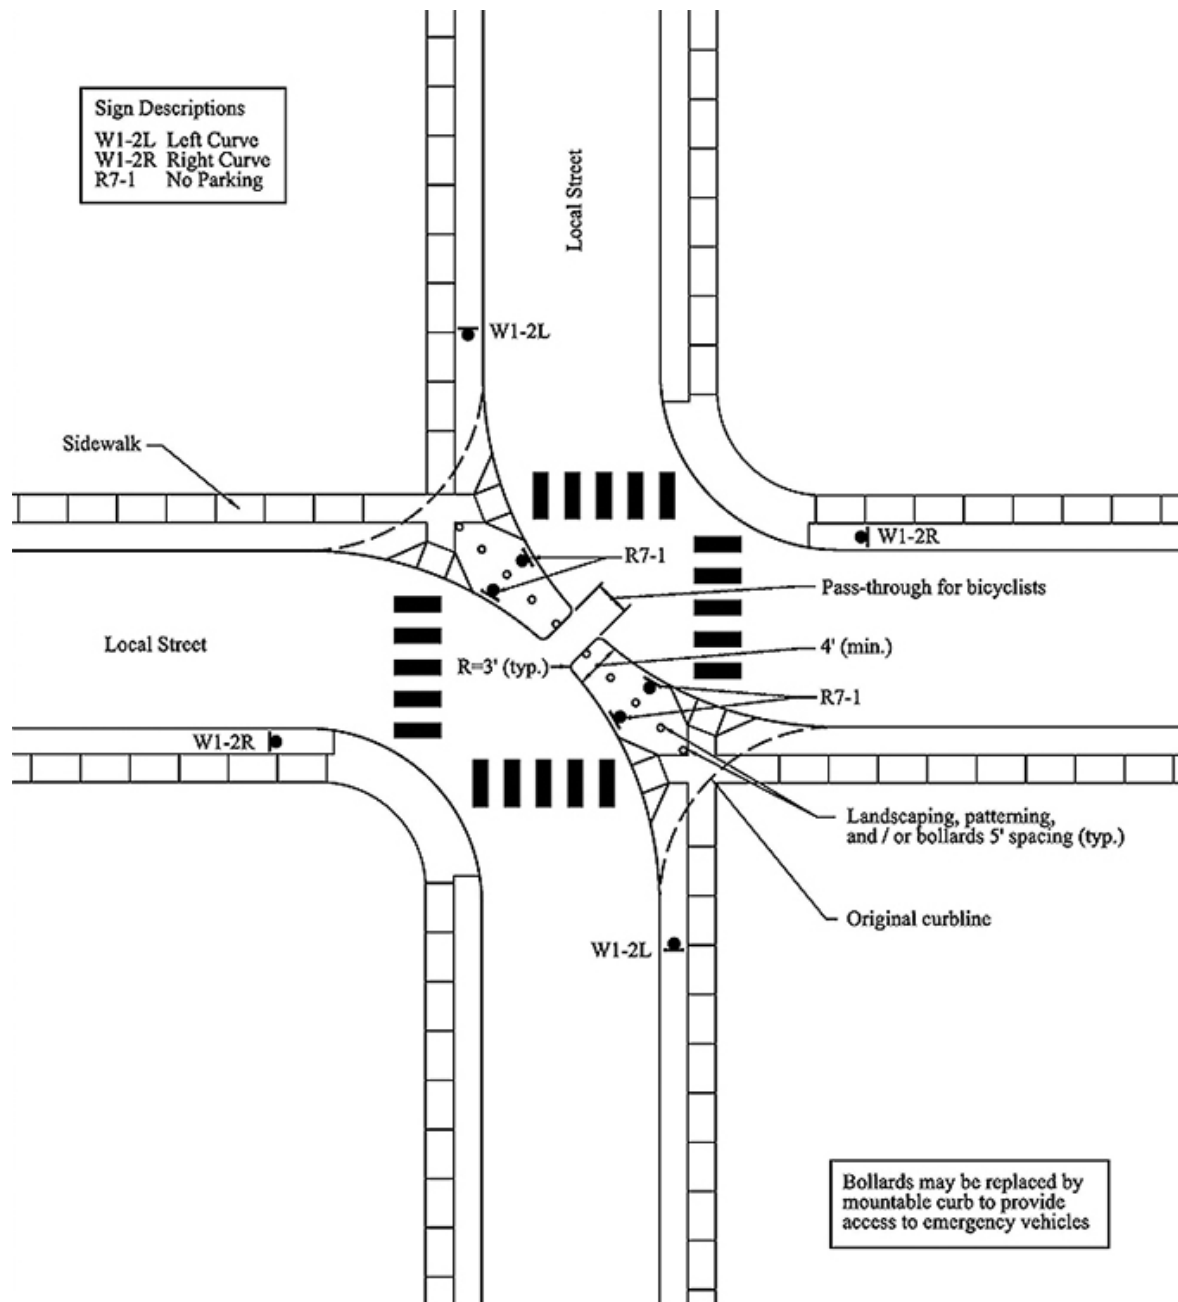 Sign Descriptions
W1-2L Left Curve
W1-2R Right Curve
R7-1 No Parking
Local Street
W1-2L
Sidewalk
W1-2R
R7-1
Pass-through for bicyclists
Local Street
4' (min.)
R=3' (typ.)
R7-1
W1-2R
Landscaping, patterning,
and / or bollards 5' spacing (typ.)
Original curbline
W1-2L
Bollards may be replaced by
mountable curb to provide
access to emergency vehicles